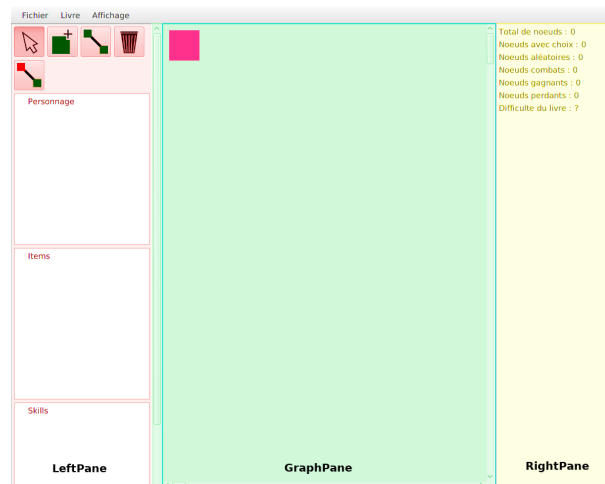 Fichier Livre Affichage
Personnage
Items
Skills
LeftPane
GraphPane
Total de noeuds : 0
Noeuds avec choix : 0
Noeuds aléatoires : 0
Noeuds combats : 0
Noeuds gagnants : 0
Noeuds perdants : 0
Difficulte du livre : ?
RightPane